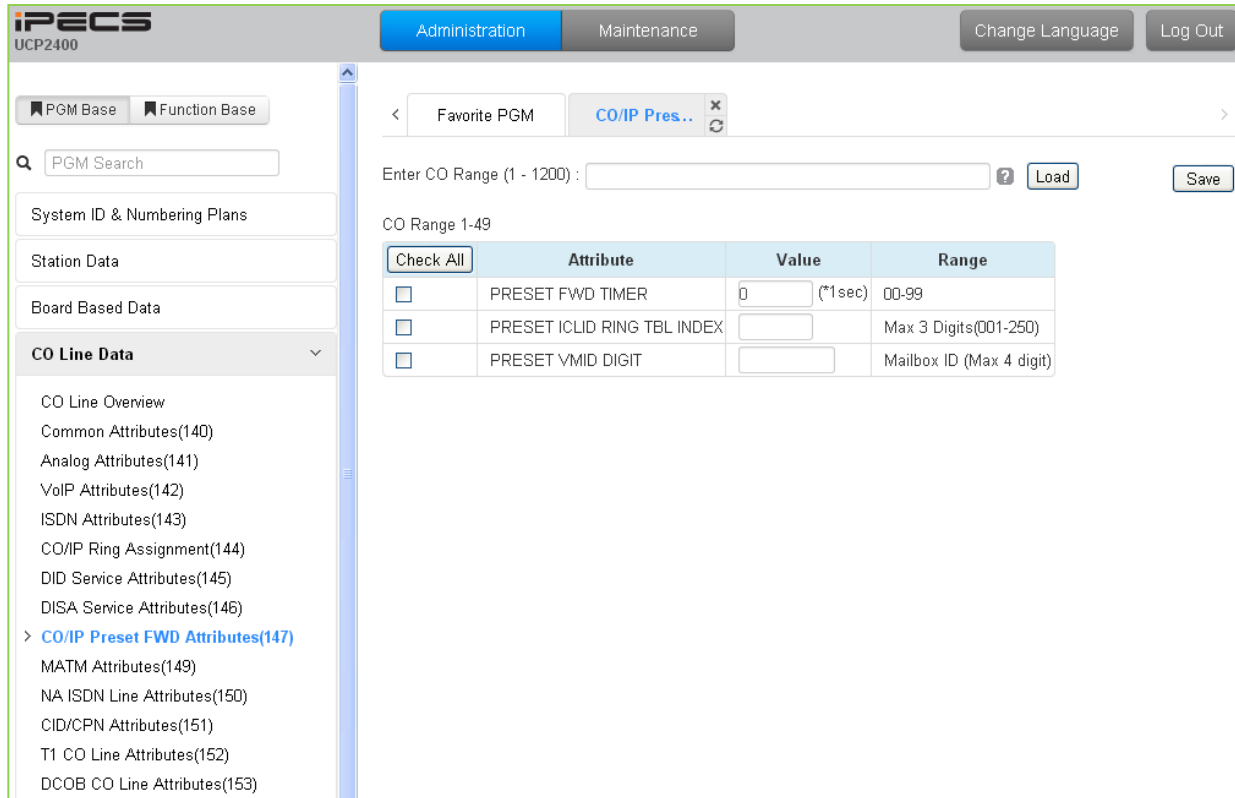 iPECS
UCP2400
Administration
Maintenance
Change Language
Log Out
PGM Base
Function Base
PGM Search
System ID & Numbering Plans
Station Data
Board Based Data
CO Line Data
CO Line Overview
Common Attributes(140)
Analog Attributes(141)
VoIP Attributes(142)
ISDN Attributes(143)
CO/IP Ring Assignment(144)
DID Service Attributes(145)
DISA Service Attributes(146)
> CO/IP Preset FWD Attributes(147)
MATM Attributes(149)
NA ISDN Line Attributes(150)
CID/CPN Attributes(151)
T1 CO Line Attributes(152)
DCOB CO Line Attributes(153)
< Favorite PGM CO/IP Pres... >
Enter CO Range (1 - 1200) : ? Load Save
CO Range 1-49
Check All Attribute Value Range
PRESET FWD TIMER 0 (*1sec) 00-99
PRESET ICLID RING TBL INDEX Max 3 Digits(001-250)
PRESET VMID DIGIT Mailbox ID (Max 4 digit)